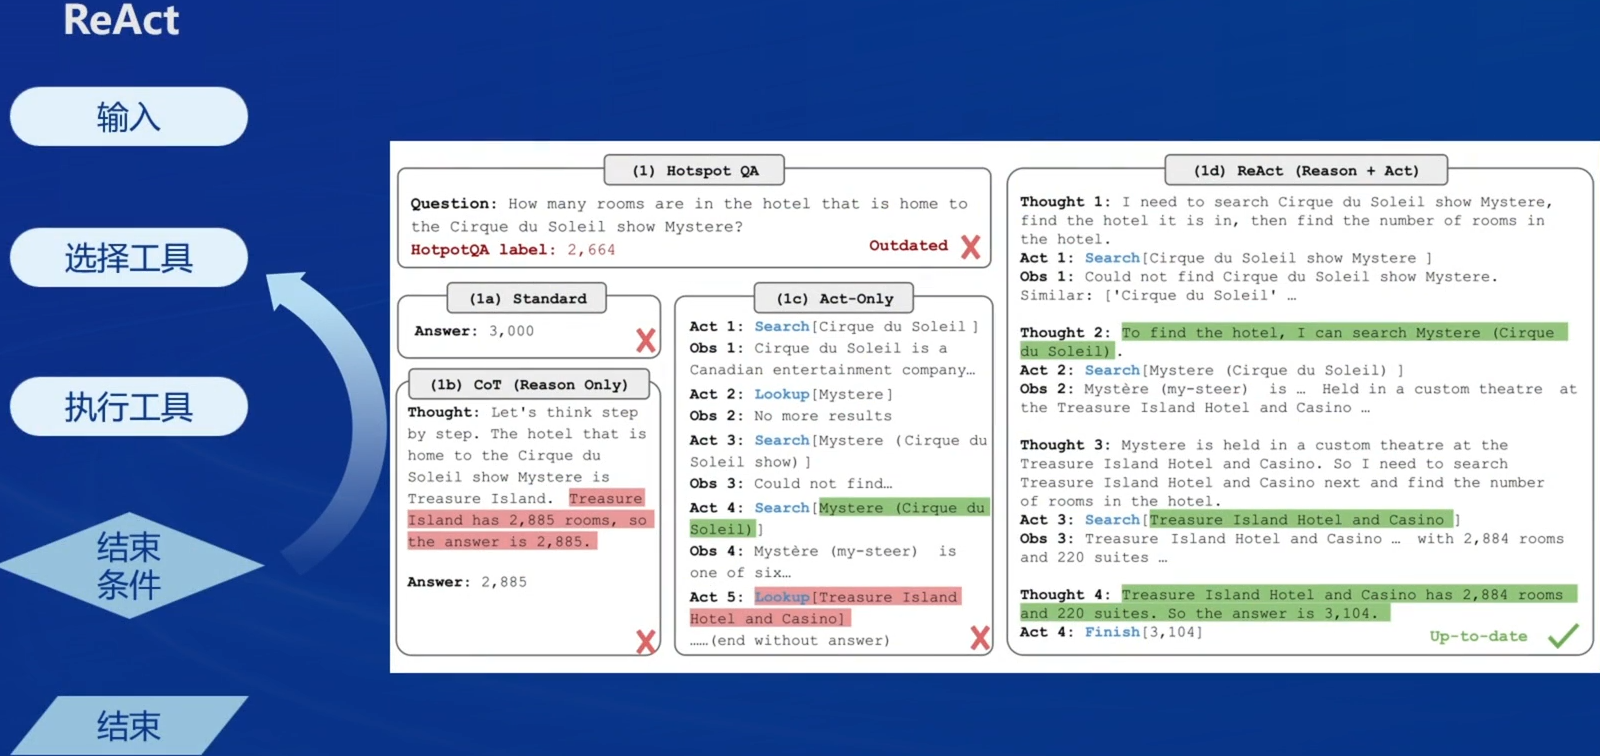 ReAct
输入
选择工具
执行工具
结束
条件
结束
(1) Hotspot QA
Question: How many rooms are in the hotel that is home to
the Cirque du Soleil show Mystere?
HotpotQA label: 2,664
Outdated
(1a) Standard
Answer: 3,000
(1b) CoT (Reason Only)
Thought: Let's think step
by step. The hotel that is
home to the Cirque du
Soleil show Mystere is
Treasure Island. Treasure
Island has 2,885 rooms, so
the answer is 2,885.
Answer: 2,885
(1c) Act-Only
Act 1: Search[Cirque du Soleil]
Obs 1: Cirque du Soleil is a
Canadian entertainment company…
Act 2: Lookup[Mystere]
Obs 2: No more results
Act 3: Search[Mystere (Cirque du
Soleil show)]
Obs 3: Could not find…
Act 4: Search[Mystere (Cirque du
Soleil)]
Obs 4: Mystère (my-steer) is
one of six…
Act 5: Lookup[Treasure Island
Hotel and Casino]
……(end without answer)
(1d) ReAct (Reason + Act)
Thought 1: I need to search Cirque du Soleil show Mystere,
find the hotel it is in, then find the number of rooms in
the hotel.
Act 1: Search[Cirque du Soleil show Mystere ]
Obs 1: Could not find Cirque du Soleil show Mystere.
Similar: ['Cirque du Soleil' …
Thought 2: To find the hotel, I can search Mystere (Cirque
du Soleil).
Act 2: Search[Mystere (Cirque du Soleil) ]
Obs 2: Mystère (my-steer) is … Held in a custom theatre at
the Treasure Island Hotel and Casino …
Thought 3: Mystere is held in a custom theatre at the
Treasure Island Hotel and Casino. So I need to search
Treasure Island Hotel and Casino next and find the number
of rooms in the hotel.
Act 3: Search[Treasure Island Hotel and Casino ]
Obs 3: Treasure Island Hotel and Casino … with 2,884 rooms
and 220 suites …
Thought 4: Treasure Island Hotel and Casino has 2,884 rooms
and 220 suites. So the answer is 3,104.
Act 4: Finish[3,104]
Up-to-date